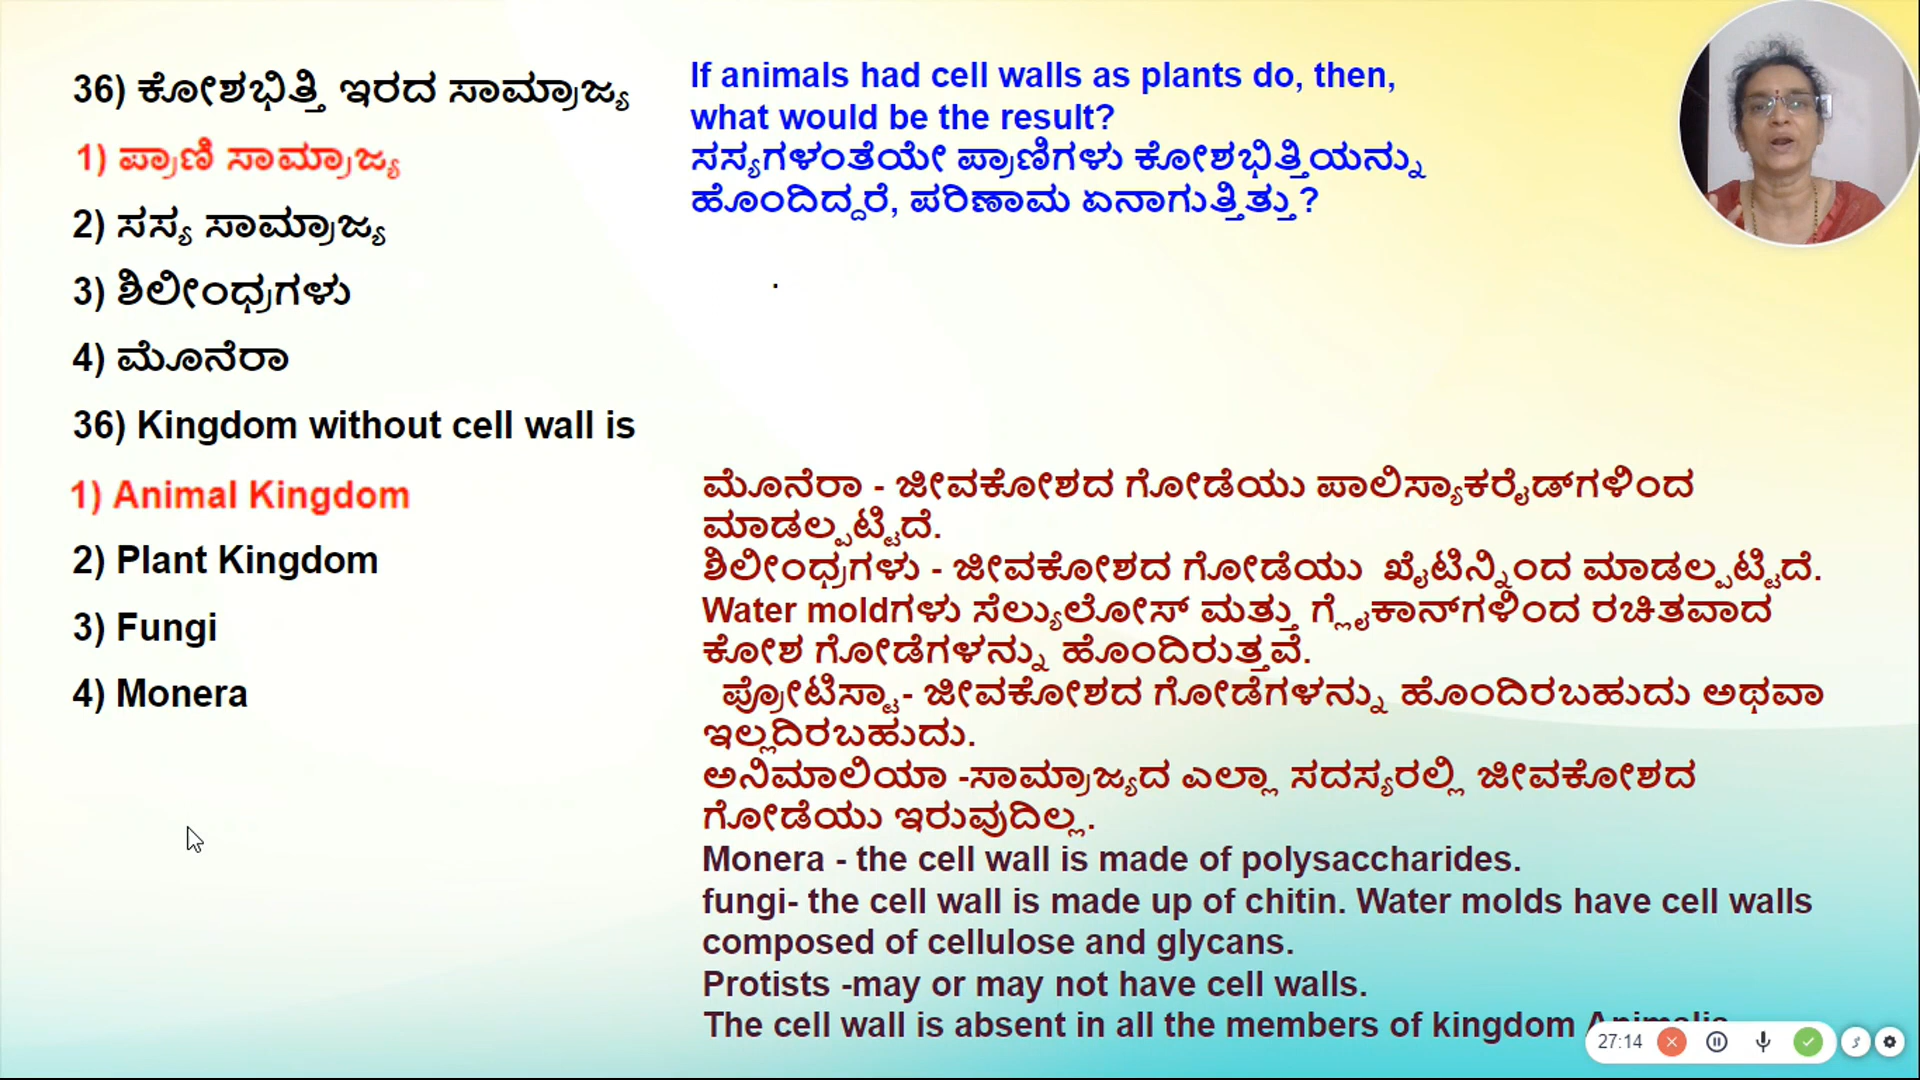 36) ಕೋಶಭಿತ್ತಿ ಇರದ ಸಾಮ್ರಾಜ್ಯ
1) ಪ್ರಾಣಿ ಸಾಮ್ರಾಜ್ಯ
2) ಸಸ್ಯ ಸಾಮ್ರಾಜ್ಯ
3) ಶಿಲೀಂಧ್ರಗಳು
4) ಮೊನೆರಾ
36) Kingdom without cell wall is
1) Animal Kingdom
2) Plant Kingdom
3) Fungi
4) Monera
If animals had cell walls as plants do, then,
what would be the result?
ಸಸ್ಯಗಳಂತೆಯೇ ಪ್ರಾಣಿಗಳು ಕೋಶಭಿತ್ತಿಯನ್ನು
ಹೊಂದಿದ್ದರೆ, ಪರಿಣಾಮ ಏನಾಗುತ್ತಿತ್ತು?
.
ಮೊನೆರಾ - ಜೀವಕೋಶದ ಗೋಡೆಯು ಪಾಲಿಸ್ಯಾಕರೈಡ್‌ಗಳಿಂದ
ಮಾಡಲ್ಪಟ್ಟಿದೆ.
ಶಿಲೀಂಧ್ರಗಳು - ಜೀವಕೋಶದ ಗೋಡೆಯು ಖೈಟಿನ್ನಿಂದ ಮಾಡಲ್ಪಟ್ಟಿದೆ.
Water moldಗಳು ಸೆಲ್ಯುಲೋಸ್ ಮತ್ತು ಗ್ಲೈಕಾನ್‌ಗಳಿಂದ ರಚಿತವಾದ
ಕೋಶ ಗೋಡೆಗಳನ್ನು ಹೊಂದಿರುತ್ತವೆ.
ಪ್ರೋಟಿಸ್ಟಾ- ಜೀವಕೋಶದ ಗೋಡೆಗಳನ್ನು ಹೊಂದಿರಬಹುದು ಅಥವಾ
ಇಲ್ಲದಿರಬಹುದು.
ಅನಿಮಾಲಿಯಾ -ಸಾಮ್ರಾಜ್ಯದ ಎಲ್ಲಾ ಸದಸ್ಯರಲ್ಲಿ ಜೀವಕೋಶದ
ಗೋಡೆಯು ಇರುವುದಿಲ್ಲ.
Monera - the cell wall is made of polysaccharides.
fungi- the cell wall is made up of chitin. Water molds have cell walls
composed of cellulose and glycans.
Protists -may or may not have cell walls.
The cell wall is absent in all the members of kingdom
27:14